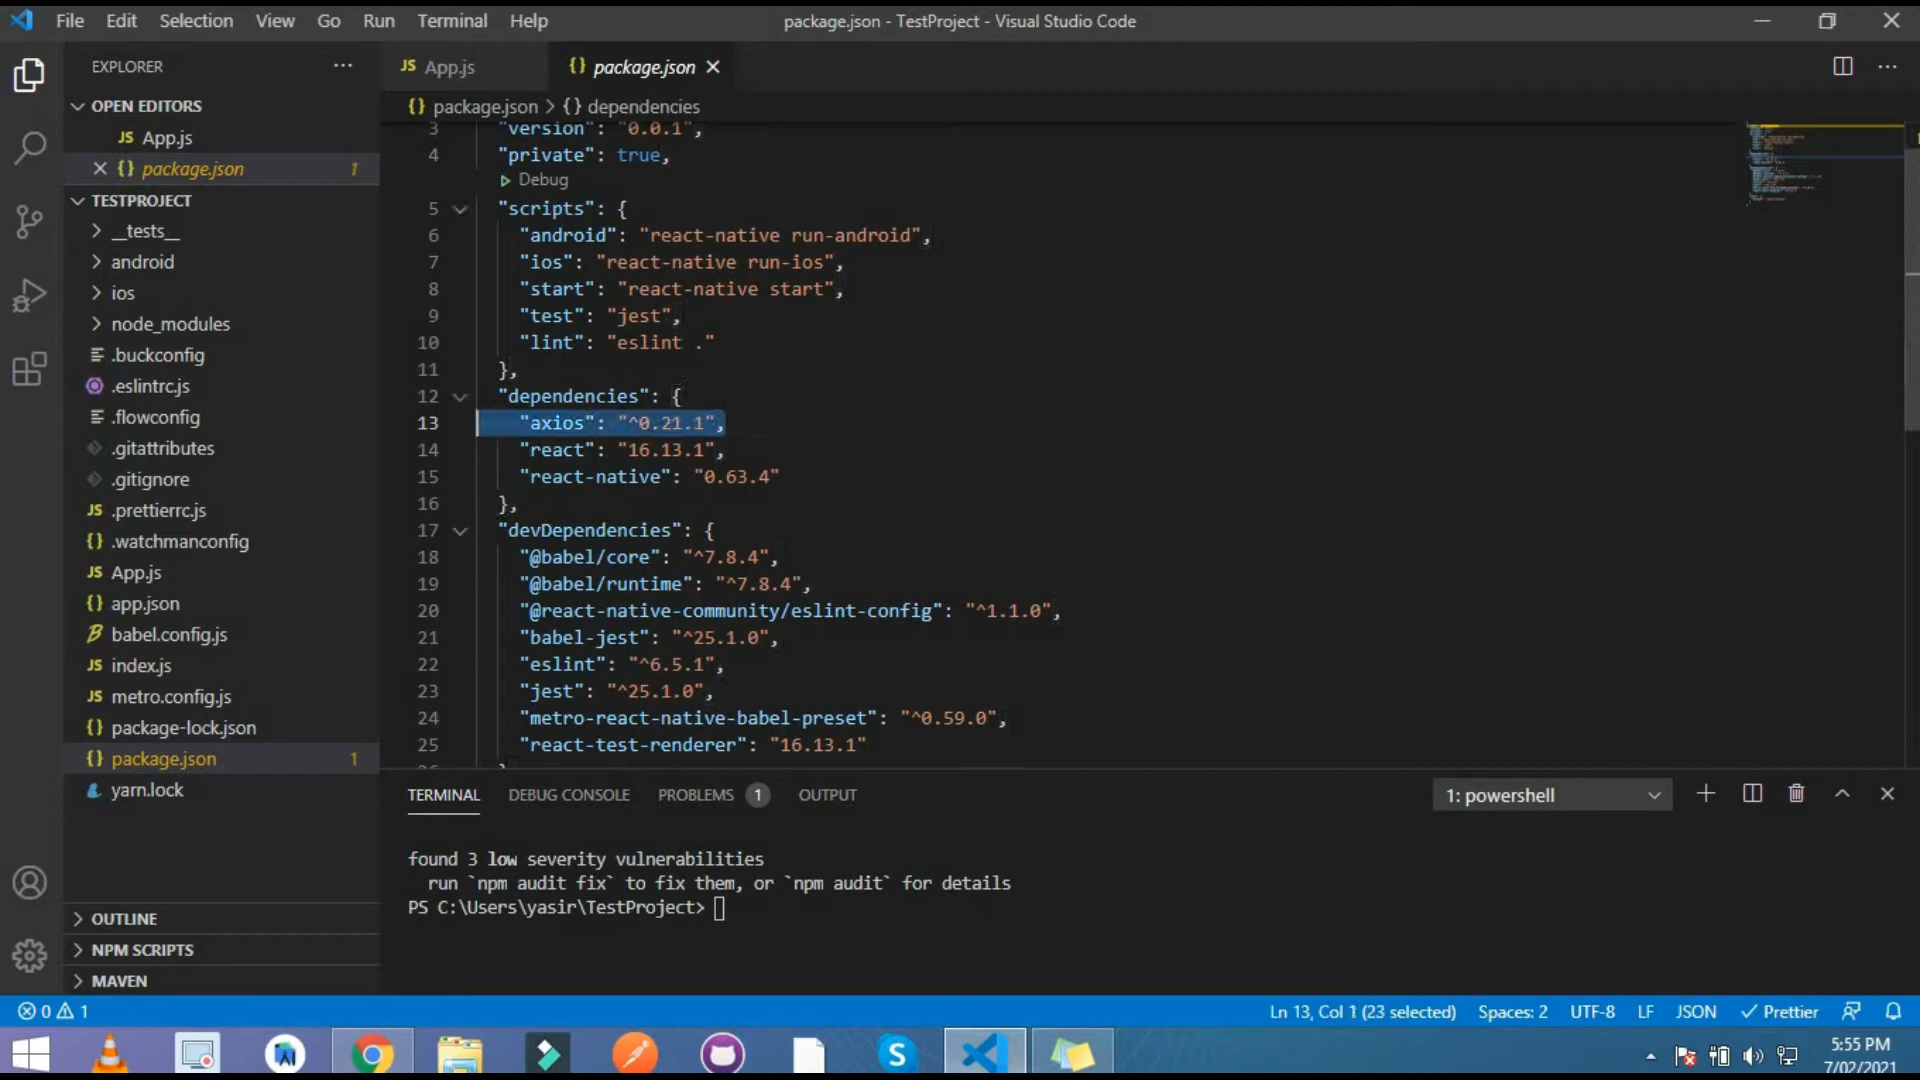 File Edit Selection View Go Run Terminal Help
package.json - TestProject - Visual Studio Code
EXPLORER
OPEN EDITORS
JS App.js
{} package.json 1
TESTPROJECT
__tests__
android
ios
node_modules
.buckconfig
.eslintrc.js
.flowconfig
.gitattributes
.gitignore
JS .prettierrc.js
{} .watchmanconfig
JS App.js
{} app.json
babel.config.js
JS index.js
JS metro.config.js
{} package-lock.json
{} package.json 1
yarn.lock
OUTLINE
NPM SCRIPTS
MAVEN
JS App.js
{} package.json
{} package.json > {} dependencies
3 "version": "0.0.1",
4 "private": true,
Debug
5 "scripts": {
6 "android": "react-native run-android",
7 "ios": "react-native run-ios",
8 "start": "react-native start",
9 "test": "jest",
10 "lint": "eslint ."
11 },
12 "dependencies": {
13 "axios": "^0.21.1",
14 "react": "16.13.1",
15 "react-native": "0.63.4"
16 },
17 "devDependencies": {
18 "@babel/core": "^7.8.4",
19 "@babel/runtime": "^7.8.4",
20 "@react-native-community/eslint-config": "^1.1.0",
21 "babel-jest": "^25.1.0",
22 "eslint": "^6.5.1",
23 "jest": "^25.1.0",
24 "metro-react-native-babel-preset": "^0.59.0",
25 "react-test-renderer": "16.13.1"
TERMINAL DEBUG CONSOLE PROBLEMS 1 OUTPUT
1: powershell
found 3 low severity vulnerabilities
run `npm audit fix` to fix them, or `npm audit` for details
PS C:\Users\yasir\TestProject>
0 1
Ln 13, Col 1 (23 selected) Spaces: 2 UTF-8 LF JSON Prettier
5:55 PM
7/02/2021